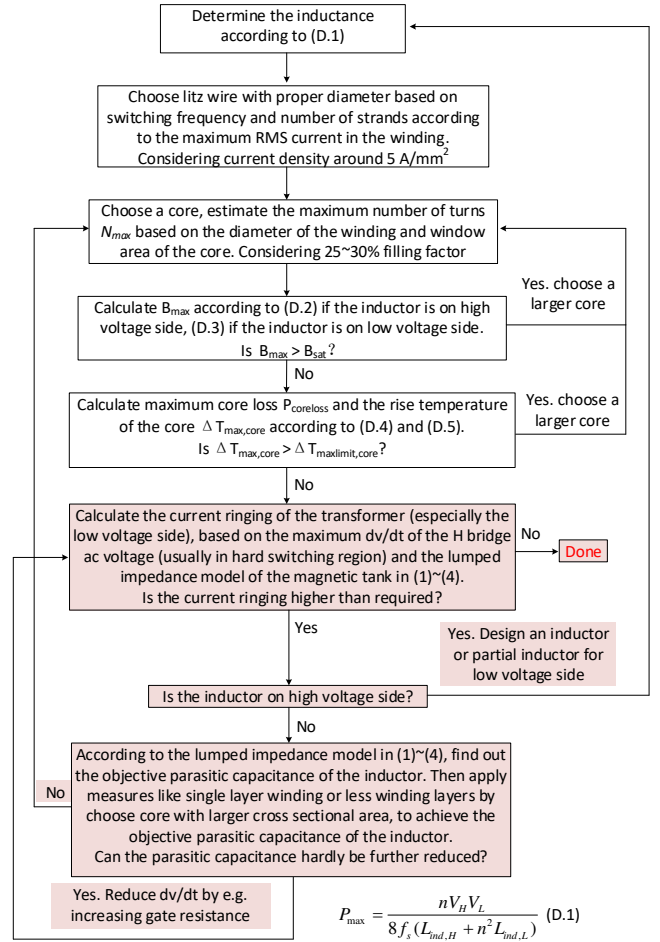 Determine the inductance
according to (D.1)
Choose litz wire with proper diameter based on
switching frequency and number of strands according
to the maximum RMS current in the winding.
Considering current density around 5 A/mm²
Choose a core, estimate the maximum number of turns
Nmax based on the diameter of the winding and window
area of the core. Considering 25~30% filling factor
Yes. choose a
larger core
Calculate Bmax according to (D.2) if the inductor is on high
voltage side, (D.3) if the inductor is on low voltage side.
Is Bmax > Bsat ?
No
Yes. choose a
larger core
Calculate maximum core loss Pcoreloss and the rise temperature
of the core ΔTmax,core according to (D.4) and (D.5).
Is ΔTmax,core > ΔTmaxlimit,core?
No
Calculate the current ringing of the transformer (especially the
low voltage side), based on the maximum dv/dt of the H bridge
ac voltage (usually in hard switching region) and the lumped
impedance model of the magnetic tank in (1)~(4).
Is the current ringing higher than required?
No
Done
Yes
Yes. Design an inductor
or partial inductor for
low voltage side
Is the inductor on high voltage side?
No
According to the lumped impedance model in (1)~(4), find out
the objective parasitic capacitance of the inductor. Then apply
measures like single layer winding or less winding layers by
choose core with larger cross sectional area, to achieve the
objective parasitic capacitance of the inductor.
Can the parasitic capacitance hardly be further reduced?
No
Yes. Reduce dv/dt by e.g.
increasing gate resistance
Pmax = nVHVL / 8fs(Lind,H + n²Lind,L) (D.1)